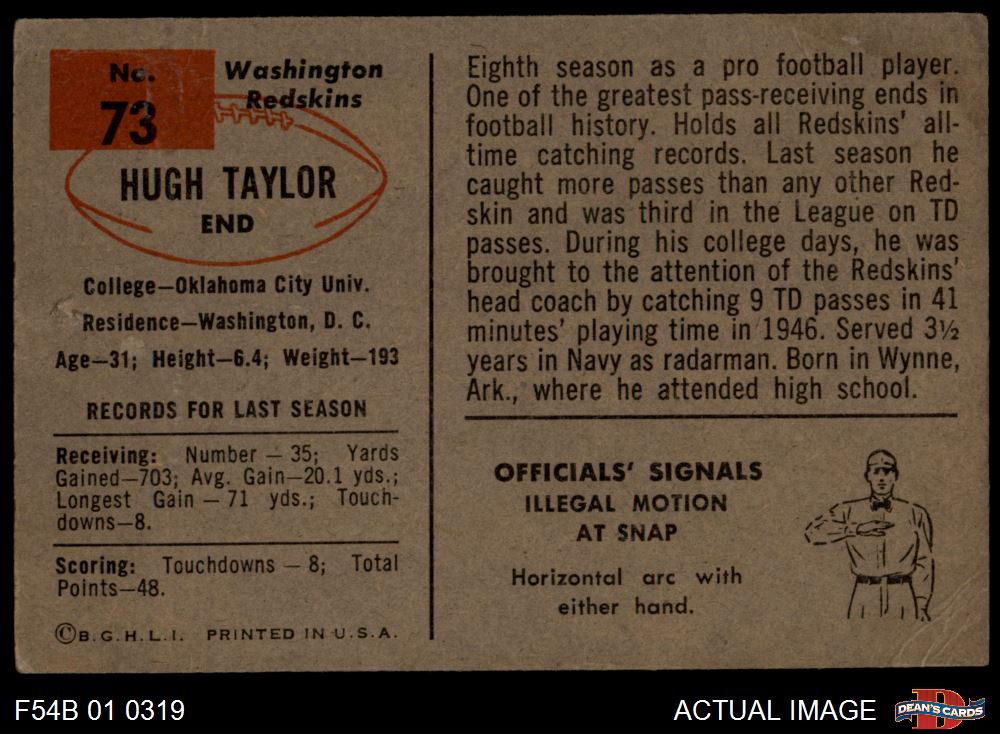 No.
73
Washington
Redskins
HUGH TAYLOR
END
College—Oklahoma City Univ.
Residence—Washington, D. C.
Age—31; Height—6.4; Weight—193
RECORDS FOR LAST SEASON
Receiving: Number — 35; Yards
Gained—703; Avg. Gain—20.1 yds.;
Longest Gain — 71 yds.; Touch-
downs—8.
Scoring: Touchdowns — 8; Total
Points—48.
©B.G.H.L.I. PRINTED IN U.S.A.
Eighth season as a pro football player.
One of the greatest pass-receiving ends in
football history. Holds all Redskins' all-
time catching records. Last season he
caught more passes than any other Red-
skin and was third in the League on TD
passes. During his college days, he was
brought to the attention of the Redskins'
head coach by catching 9 TD passes in 41
minutes' playing time in 1946. Served 3½
years in Navy as radarman. Born in Wynne,
Ark., where he attended high school.
OFFICIALS' SIGNALS
ILLEGAL MOTION
AT SNAP
Horizontal arc with
either hand.
F54B 01 0319
ACTUAL IMAGE
DEAN'S CARDS